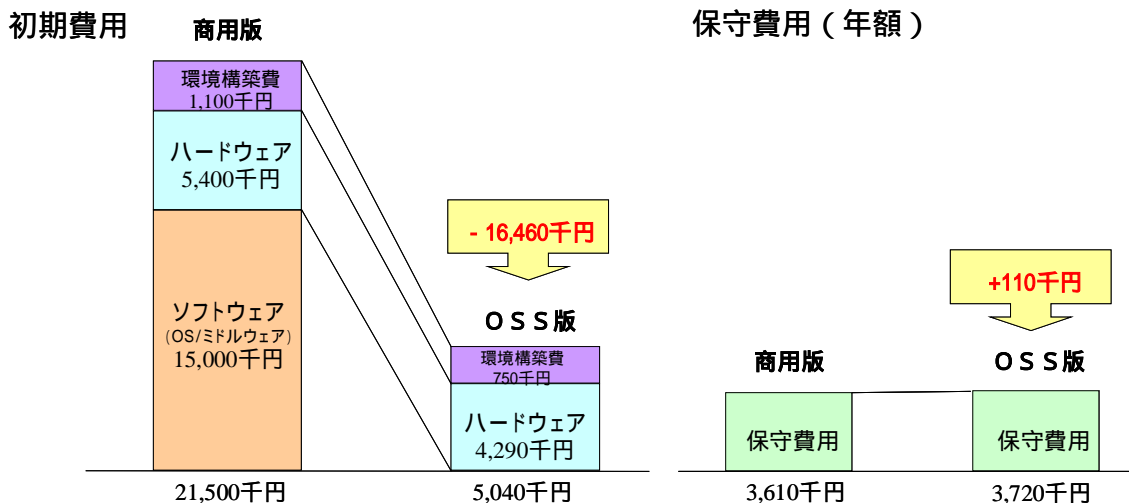 初期費用
商用版
環境構築費
1,100千円
ハードウェア
5,400千円
ソフトウェア
(OS/ミドルウェア)
15,000千円
21,500千円
- 16,460千円
ＯＳＳ版
環境構築費
750千円
ハードウェア
4,290千円
5,040千円
保守費用（年額）
商用版
保守費用
3,610千円
+110千円
ＯＳＳ版
保守費用
3,720千円